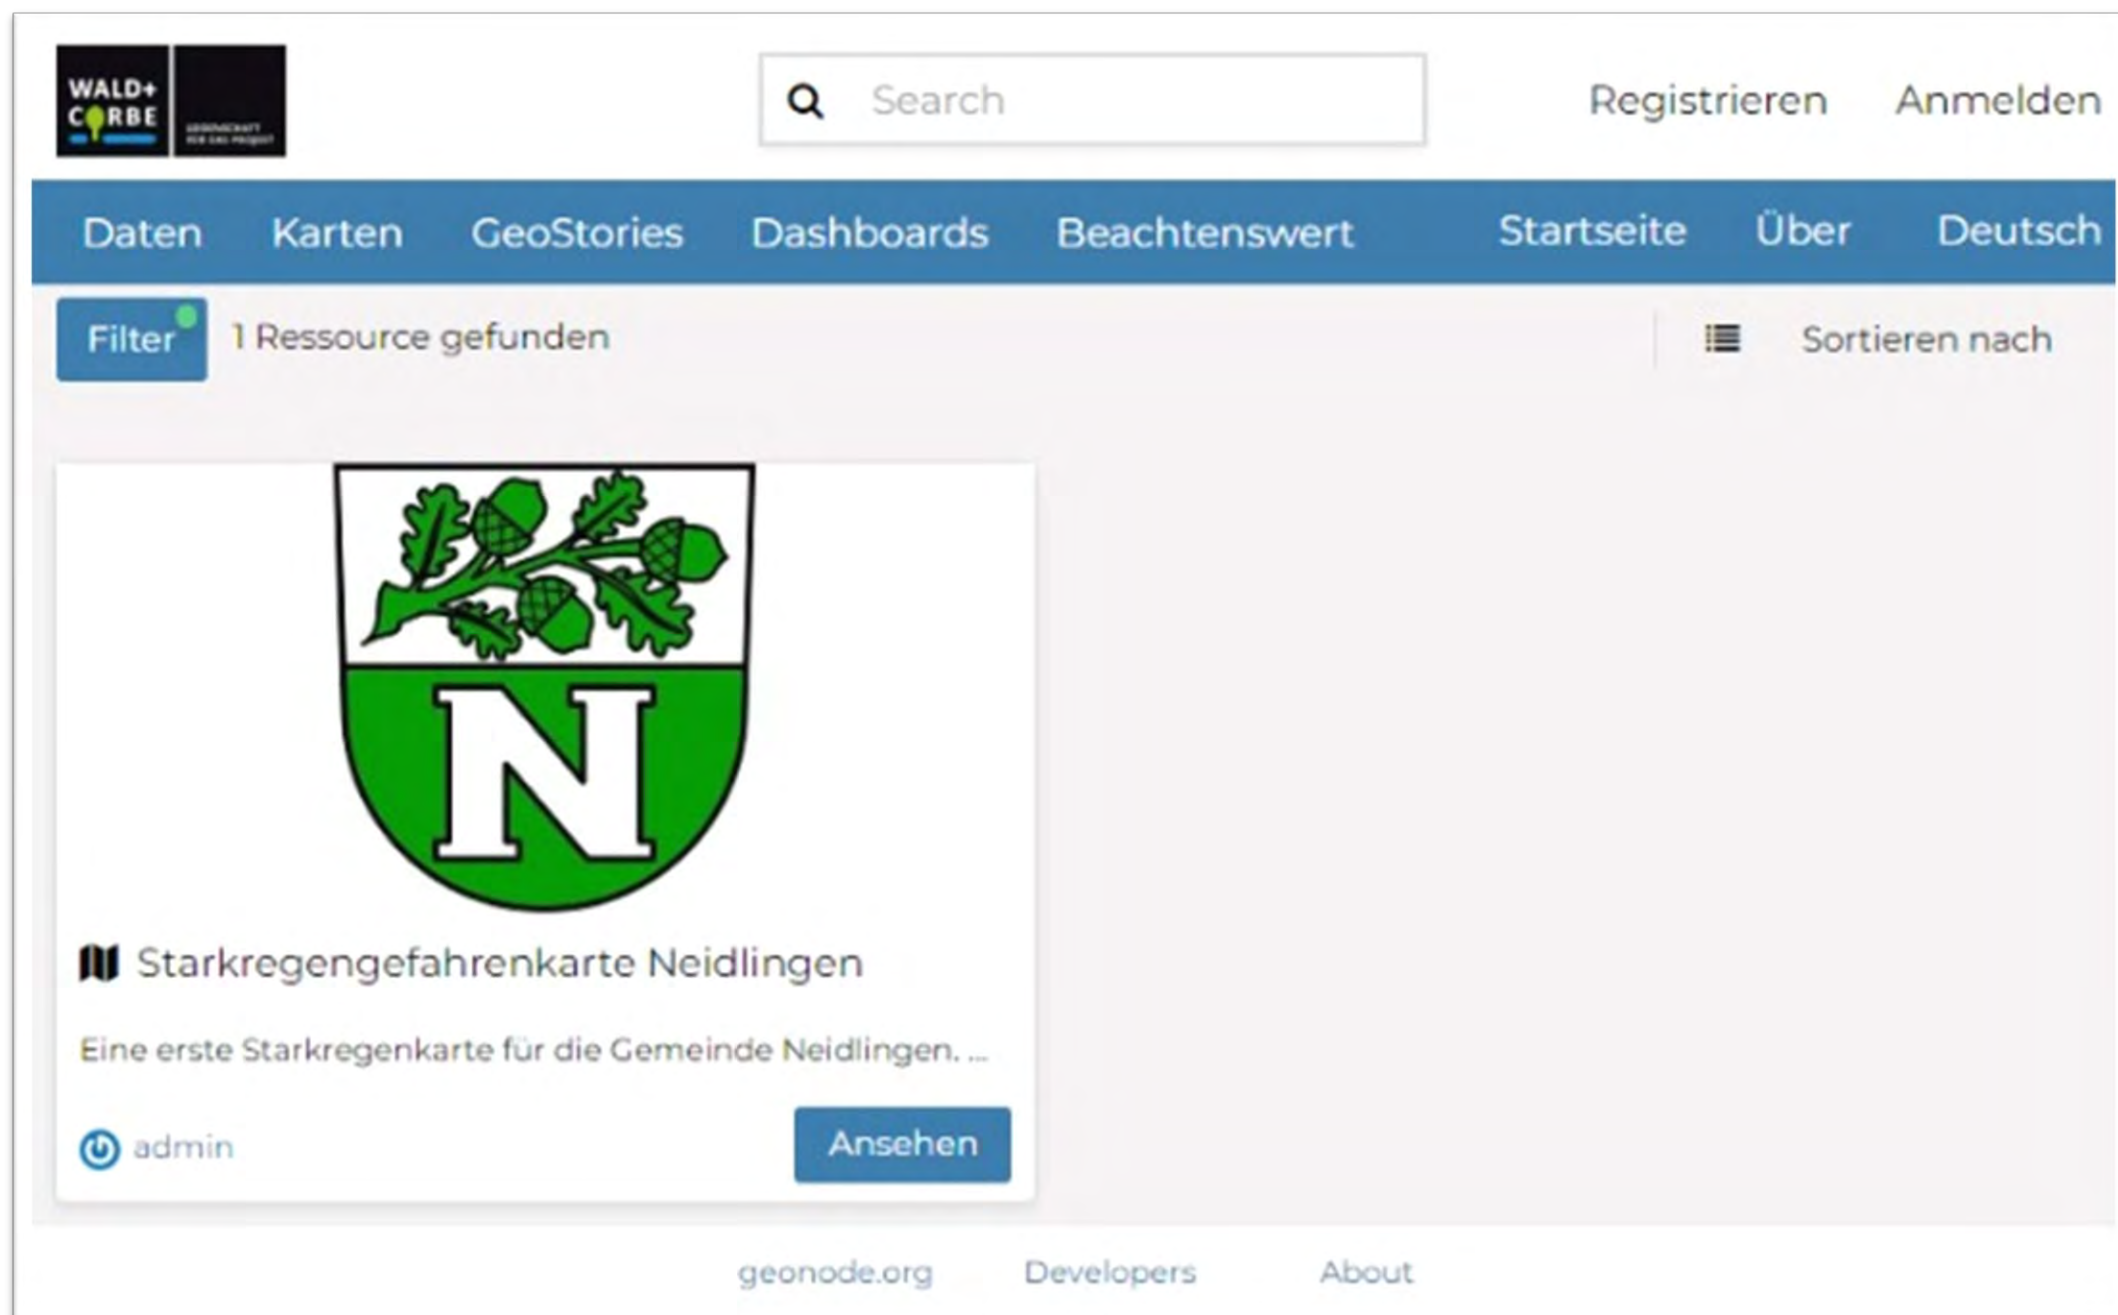 WALD+
CORBE
Search
Registrieren Anmelden
Daten Karten GeoStories Dashboards Beachtenswert Startseite Über Deutsch
Filter 1 Ressource gefunden Sortieren nach
N
Starkregengefahrenkarte Neidlingen
Eine erste Starkregenkarte für die Gemeinde Neidlingen. ...
admin Ansehen
geonode.org Developers About